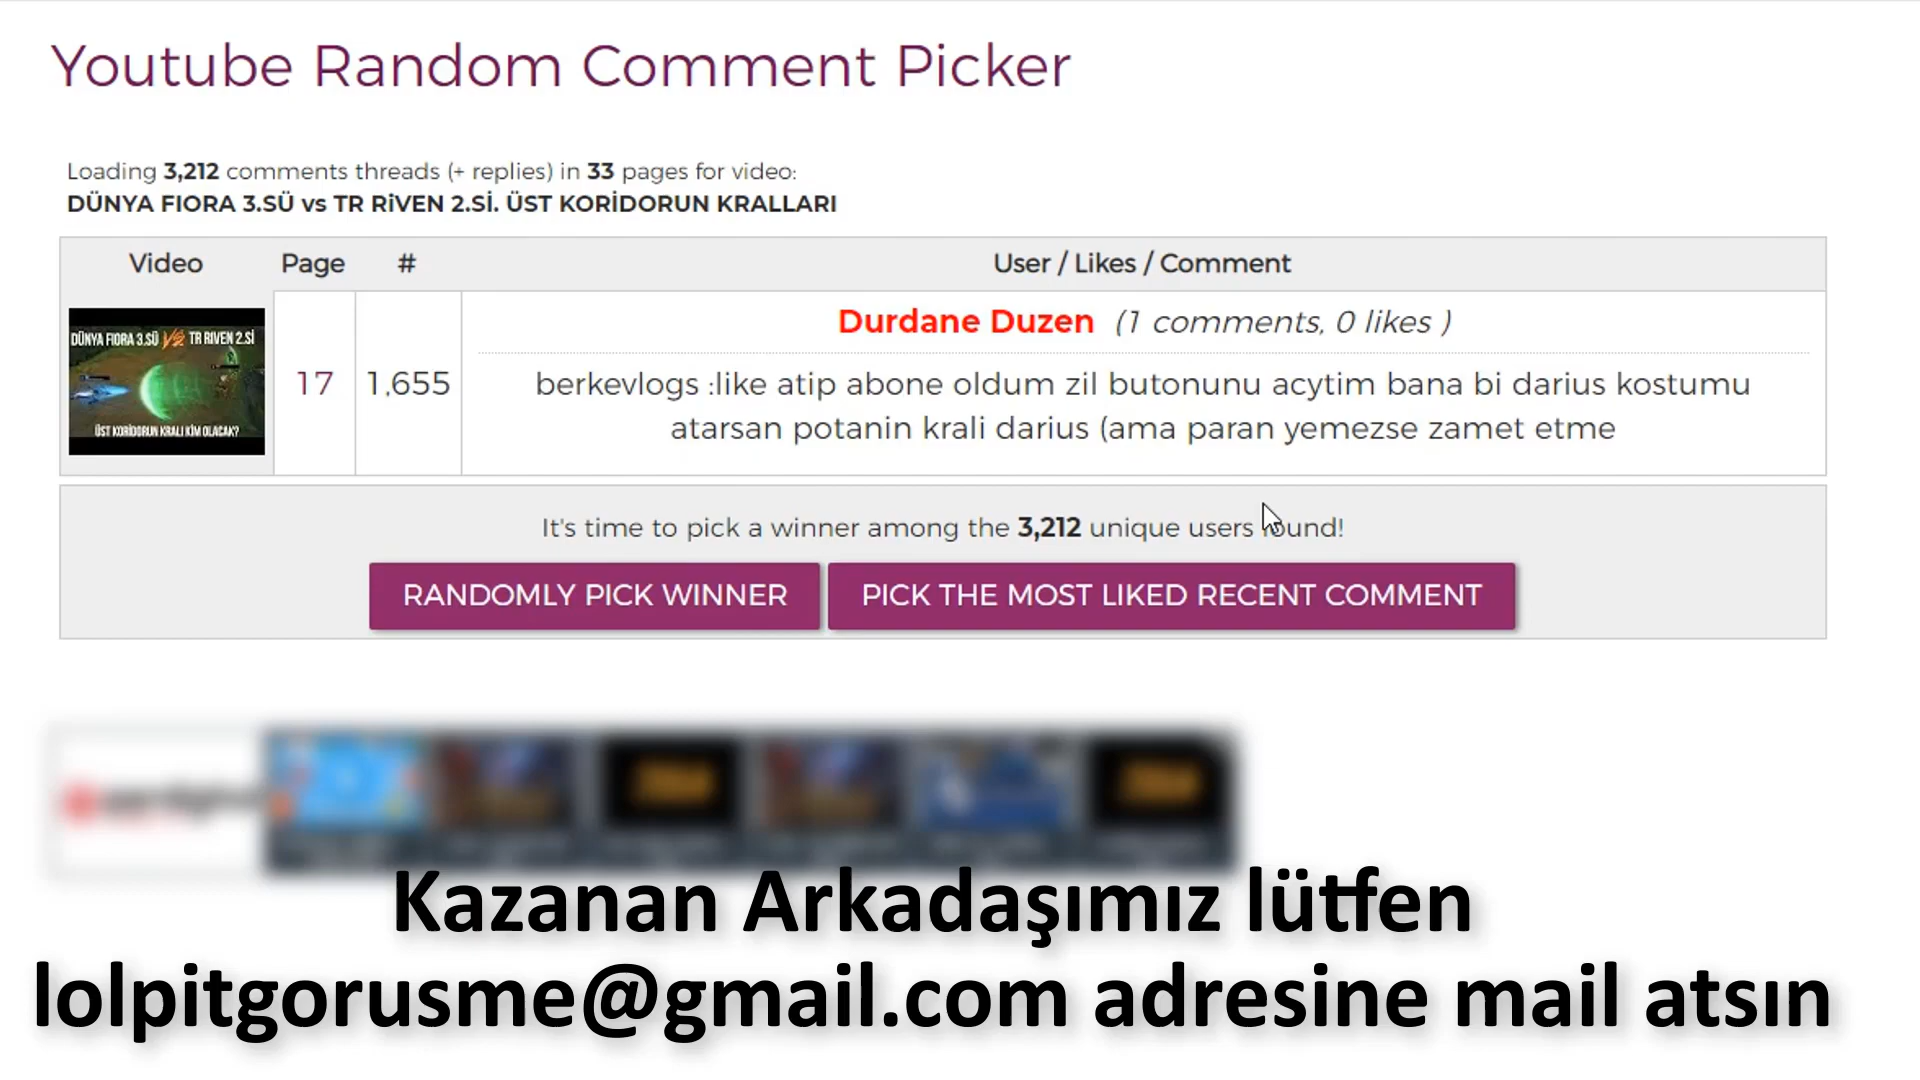 Youtube Random Comment Picker
Loading 3,212 comments threads (+ replies) in 33 pages for video:
DÜNYA FIORA 3.SÜ vs TR RiVEN 2.Sİ. ÜST KORİDORUN KRALLARI
Video Page # User / Likes / Comment
DÜNYA FIORA 3.SÜ VS TR RIVEN 2.Sİ
ÜST KORİDORUN KRALI KİM OLACAK?
17 1,655
Durdane Duzen (1 comments, 0 likes )
berkevlogs :like atip abone oldum zil butonunu acytim bana bi darius kostumu
atarsan potanin krali darius (ama paran yemezse zamet etme
It's time to pick a winner among the 3,212 unique users found!
RANDOMLY PICK WINNER PICK THE MOST LIKED RECENT COMMENT
Kazanan Arkadaşımız lütfen
lolpitgorusme@gmail.com adresine mail atsın